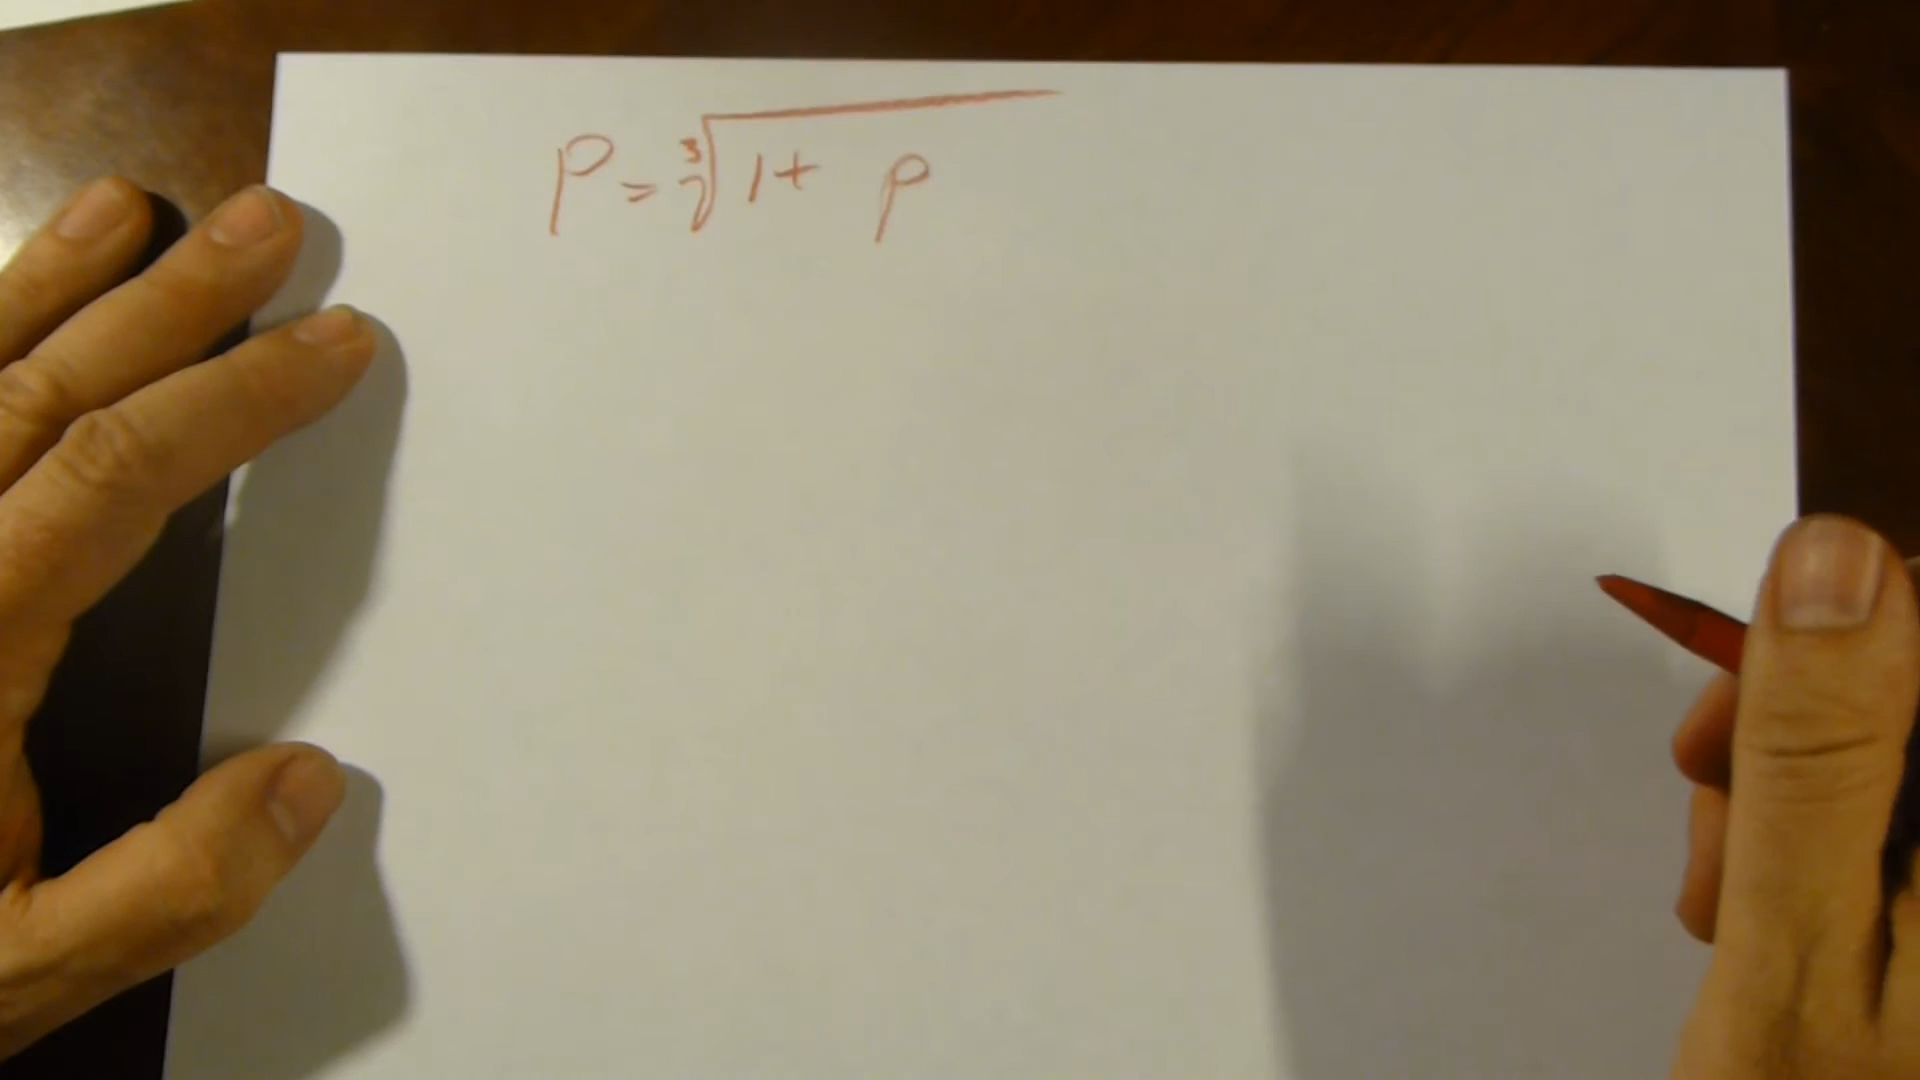 P = ∛1 + P